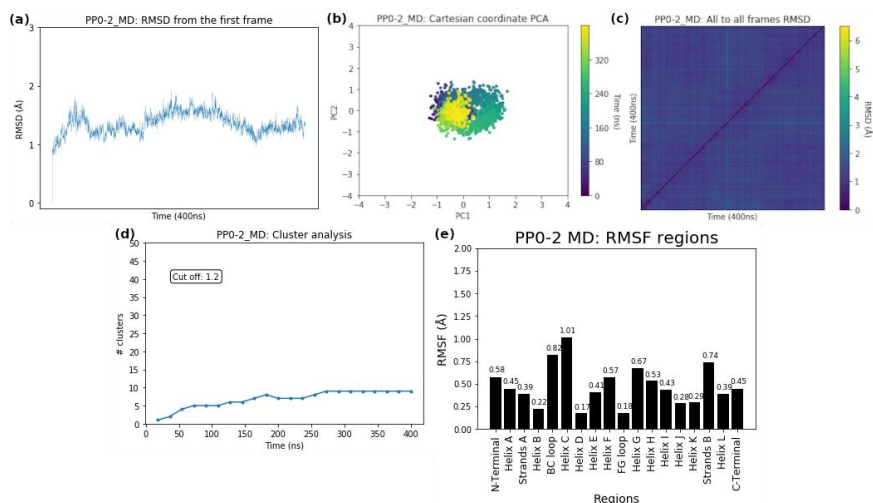 (a)
PP0-2_MD: RMSD from the first frame
3
2
1
0
RMSD (Å)
Time (400ns)
(b)
PP0-2_MD: Cartesian coordinate PCA
4
3
2
1
0
-1
-2
-3
-4
PC2
-4 -3 -2 -1 0 1 2 3 4
PC1
320
240
160
80
0
Time (ns)
(c)
PP0-2_MD: All to all frames RMSD
Time (400ns)
Time (400ns)
6
5
4
3
2
1
0
RMSD (Å)
(d)
PP0-2_MD: Cluster analysis
Cut off: 1.2
50
45
40
35
30
25
20
15
10
5
0
# clusters
0 50 100 150 200 250 300 350 400
Time (ns)
(e)
PP0-2 MD: RMSF regions
2.00
1.75
1.50
1.25
1.00
0.75
0.50
0.25
0.00
RMSF (Å)
0.58 0.45 0.39 0.22 0.82 1.01 0.17 0.41 0.57 0.18 0.67 0.53 0.43 0.28 0.29 0.74 0.39 0.45
N-Terminal
Helix A
Strands A
Helix B
BC loop
Helix C
Helix D
Helix E
Helix F
FG loop
Helix G
Helix H
Helix I
Helix J
Helix K
Strands B
Helix L
C-Terminal
Regions